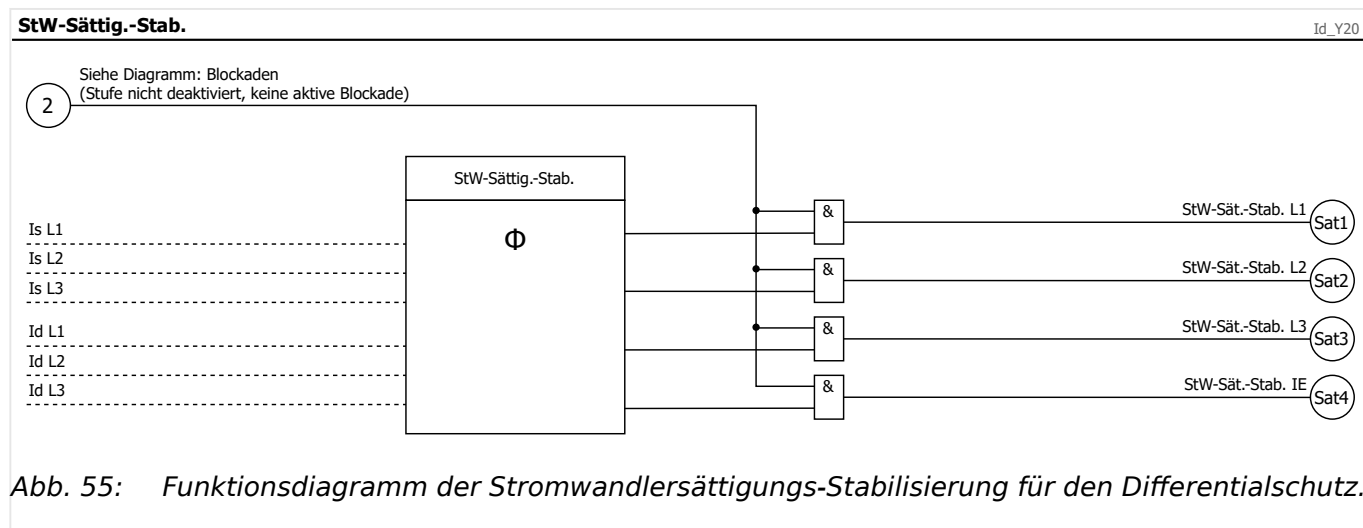 StW-Sättig.-Stab.
Id_Y20
Siehe Diagramm: Blockaden
(Stufe nicht deaktiviert, keine aktive Blockade)
2
StW-Sättig.-Stab.
Φ
Is L1
Is L2
Is L3
Id L1
Id L2
Id L3
&
StW-Sät.-Stab. L1
Sat1
&
StW-Sät.-Stab. L2
Sat2
&
StW-Sät.-Stab. L3
Sat3
&
StW-Sät.-Stab. IE
Sat4
Abb. 55: Funktionsdiagramm der Stromwandlersättigungs-Stabilisierung für den Differentialschutz.